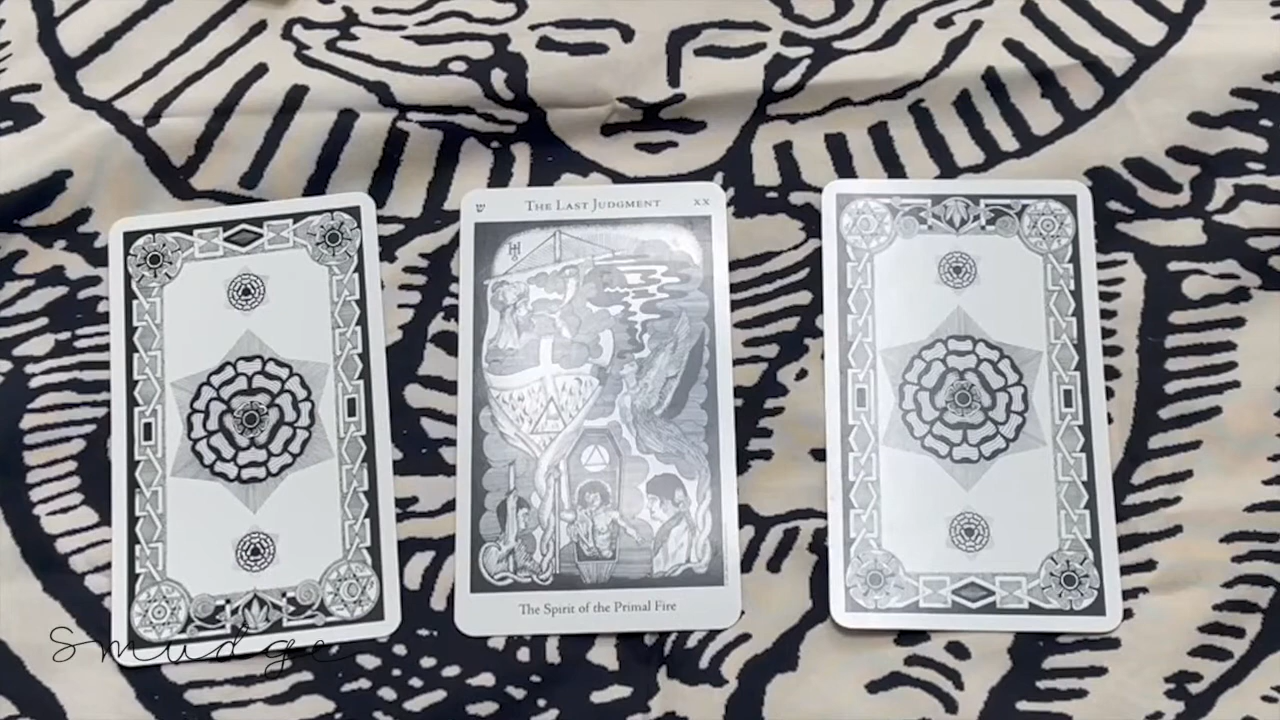 ש THE LAST JUDGMENT XX
The Spirit of the Primal Fire
smudge